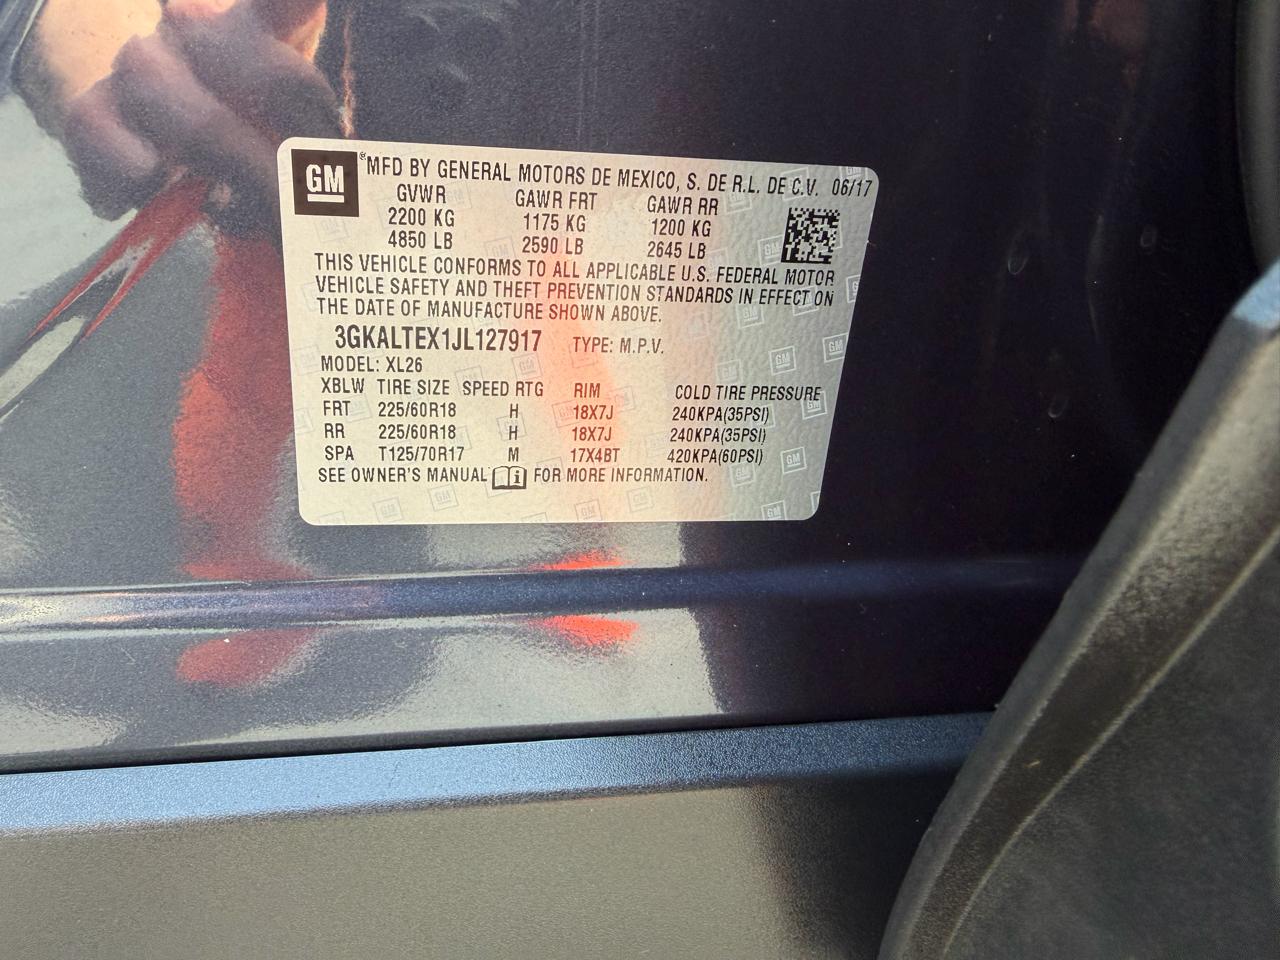 GM ® MFD BY GENERAL MOTORS DE MEXICO, S. DE R.L. DE C.V. 06/17
GVWR GAWR FRT GAWR RR
2200 KG 1175 KG 1200 KG
4850 LB 2590 LB 2645 LB
THIS VEHICLE CONFORMS TO ALL APPLICABLE U.S. FEDERAL MOTOR
VEHICLE SAFETY AND THEFT PREVENTION STANDARDS IN EFFECT ON
THE DATE OF MANUFACTURE SHOWN ABOVE.
3GKALTEX1JL127917 TYPE: M.P.V.
MODEL: XL26
XBLW TIRE SIZE SPEED RTG RIM COLD TIRE PRESSURE
FRT 225/60R18 H 18X7J 240KPA(35PSI)
RR 225/60R18 H 18X7J 240KPA(35PSI)
SPA T125/70R17 M 17X4BT 420KPA(60PSI)
SEE OWNER'S MANUAL FOR MORE INFORMATION.